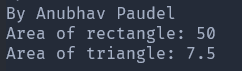 By Anubhav Paudel
Area of rectangle: 50
Area of triangle: 7.5